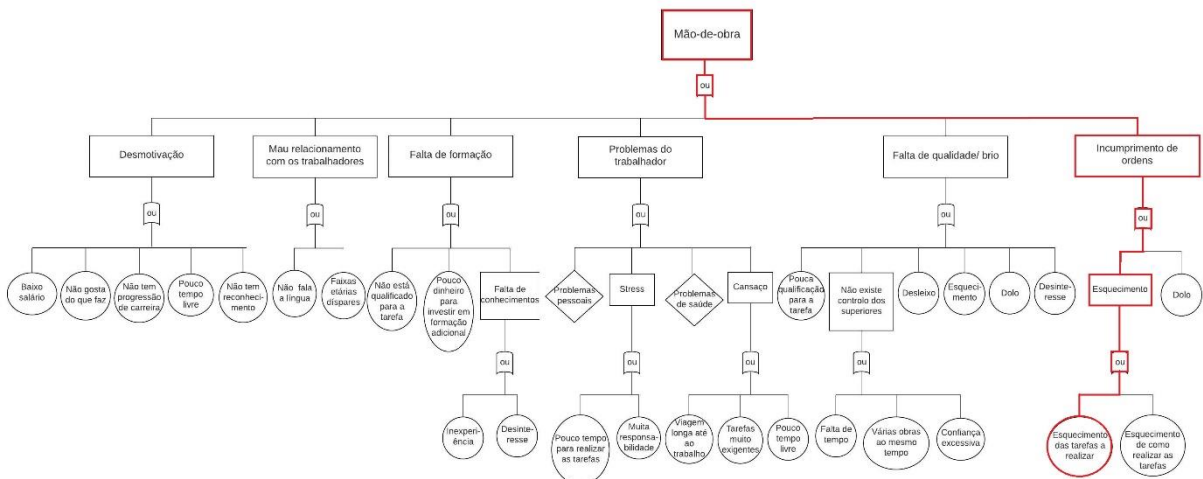 Mão-de-obra
ou
Desmotivação
Mau relacionamento
com os trabalhadores
Falta de formação
Problemas do
trabalhador
Falta de qualidade/ brio
Incumprimento de
ordens
ou
ou
ou
ou
ou
ou
Baixo
salário
Não gosta
do que faz
Não tem
progressão
de carreira
Pouco
tempo
livre
Não tem
reconheci-
mento
Não fala
a língua
Faixas
etárias
díspares
Não está
qualificado
para a
tarefa
Pouco
dinheiro
para
investir em
formação
adicional
Falta de
conhecimentos
Problemas
pessoais
Stress
Problemas
de saúde
Cansaço
Pouca
qualificação
para a
tarefa
Não existe
controlo dos
superiores
Desleixo
Esqueci-
mento
Dolo
Desinte-
resse
Esquecimento
Dolo
ou
ou
ou
ou
ou
Inexperi-
ência
Desinte-
resse
Pouco tempo
para realizar
as tarefas
Muita
responsa-
bilidade
Viagem
longa até
ao
trabalho
Tarefas
muito
exigentes
Pouco
tempo
livre
Falta de
tempo
Várias obras
ao mesmo
tempo
Confiança
excessiva
Esquecimento
das tarefas a
realizar
Esquecimento
de como
realizar as
tarefas